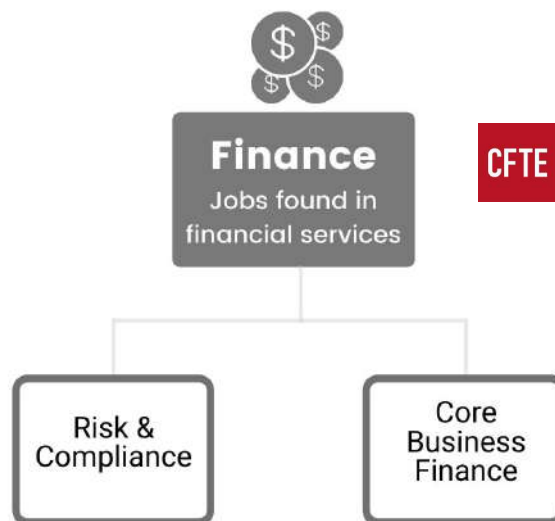 $
$
$
$
Finance
Jobs found in
financial services
CFTE
Risk &
Compliance
Core
Business
Finance